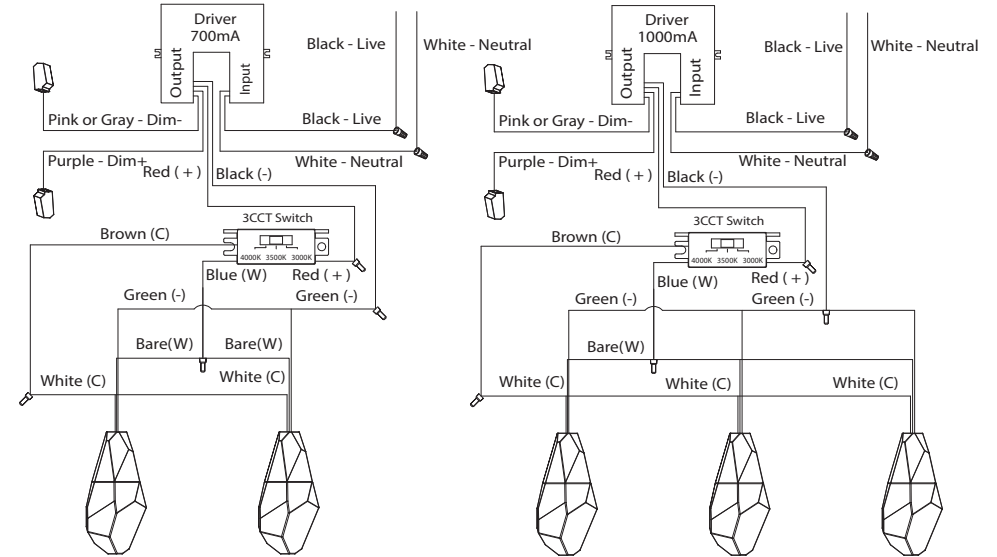 Driver
700mA
Output
Input
Black - Live
White - Neutral
Pink or Gray - Dim-
Black - Live
Purple - Dim+
White - Neutral
Red ( + )
Black (-)
3CCT Switch
Brown (C)
4000K 3500K 3000K
Blue (W)
Red ( + )
Green (-)
Green (-)
Bare(W)
Bare(W)
White (C)
White (C)
Driver
1000mA
Output
Input
Black - Live
White - Neutral
Pink or Gray - Dim-
Black - Live
Purple - Dim+
White - Neutral
Red ( + )
Black (-)
3CCT Switch
Brown (C)
4000K 3500K 3000K
Blue (W)
Red ( + )
Green (-)
Green (-)
Bare(W)
White (C)
White (C)
White (C)